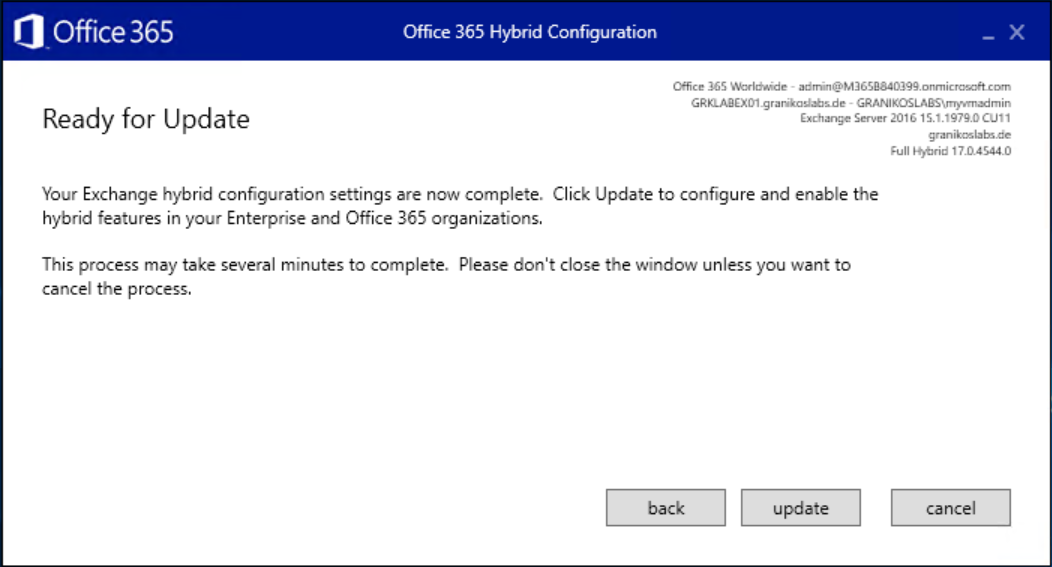 Office 365
Office 365 Hybrid Configuration
Office 365 Worldwide - admin@M365B840399.onmicrosoft.com
GRKLABEX01.granikoslabs.de - GRANIKOSLABS\myvmadmin
Exchange Server 2016 15.1.1979.0 CU11
granikoslabs.de
Full Hybrid 17.0.4544.0
Ready for Update
Your Exchange hybrid configuration settings are now complete.  Click Update to configure and enable the
hybrid features in your Enterprise and Office 365 organizations.
This process may take several minutes to complete.  Please don't close the window unless you want to
cancel the process.
back
update
cancel